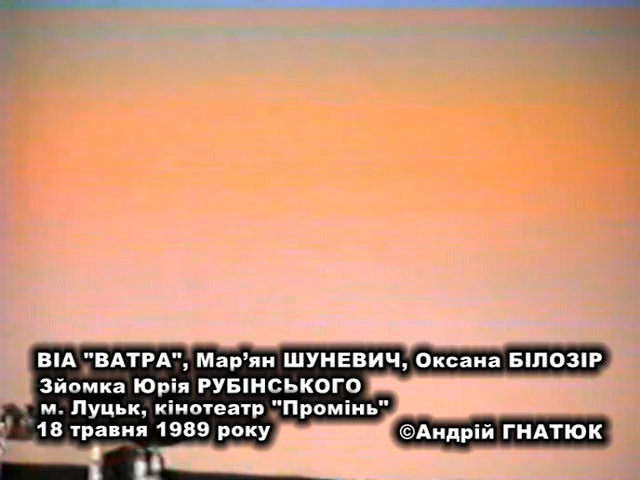 ВІА "ВАТРА", Мар’ян ШУНЕВИЧ, Оксана БІЛОЗІР
Зйомка Юрія РУБІНСЬКОГО
м. Луцьк, кінотеатр "Промінь"
18 травня 1989 року
©Андрій ГНАТЮК